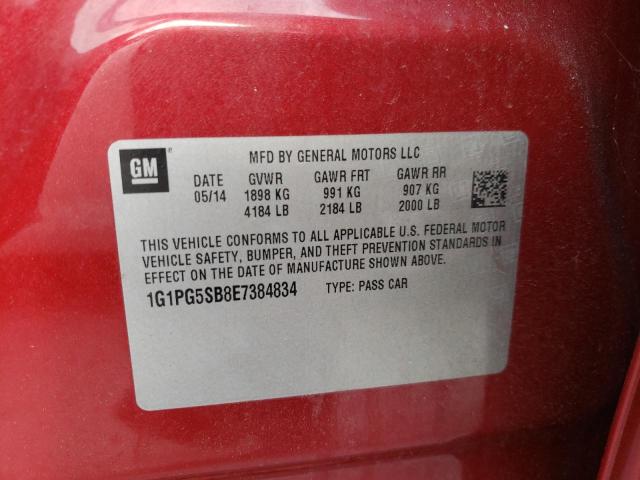 GM
MFD BY GENERAL MOTORS LLC
DATE GVWR GAWR FRT GAWR RR
05/14 1898 KG 991 KG 907 KG
4184 LB 2184 LB 2000 LB
THIS VEHICLE CONFORMS TO ALL APPLICABLE U.S. FEDERAL MOTOR
VEHICLE SAFETY, BUMPER, AND THEFT PREVENTION STANDARDS IN
EFFECT ON THE DATE OF MANUFACTURE SHOWN ABOVE.
1G1PG5SB8E7384834 TYPE: PASS CAR